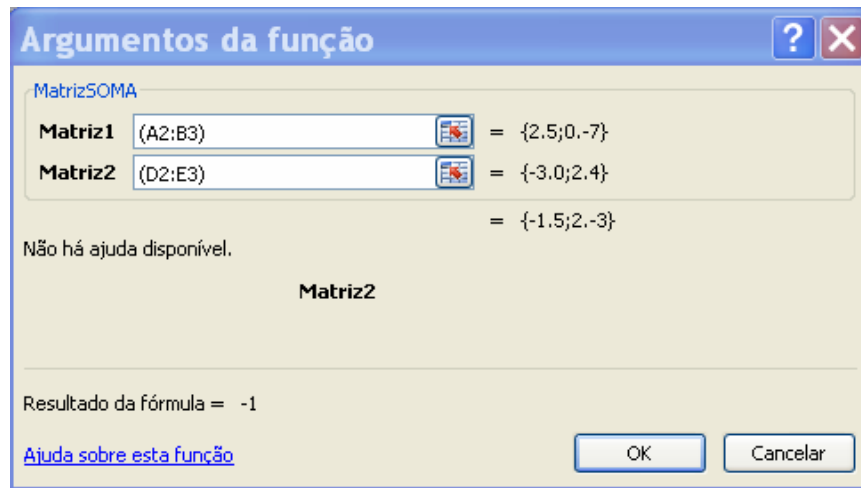 Argumentos da função
MatrizSOMA
Matriz1 (A2:B3) = {2.5;0.-7}
Matriz2 (D2:E3) = {-3.0;2.4}
= {-1.5;2.-3}
Não há ajuda disponível.
Matriz2
Resultado da fórmula = -1
Ajuda sobre esta função OK Cancelar